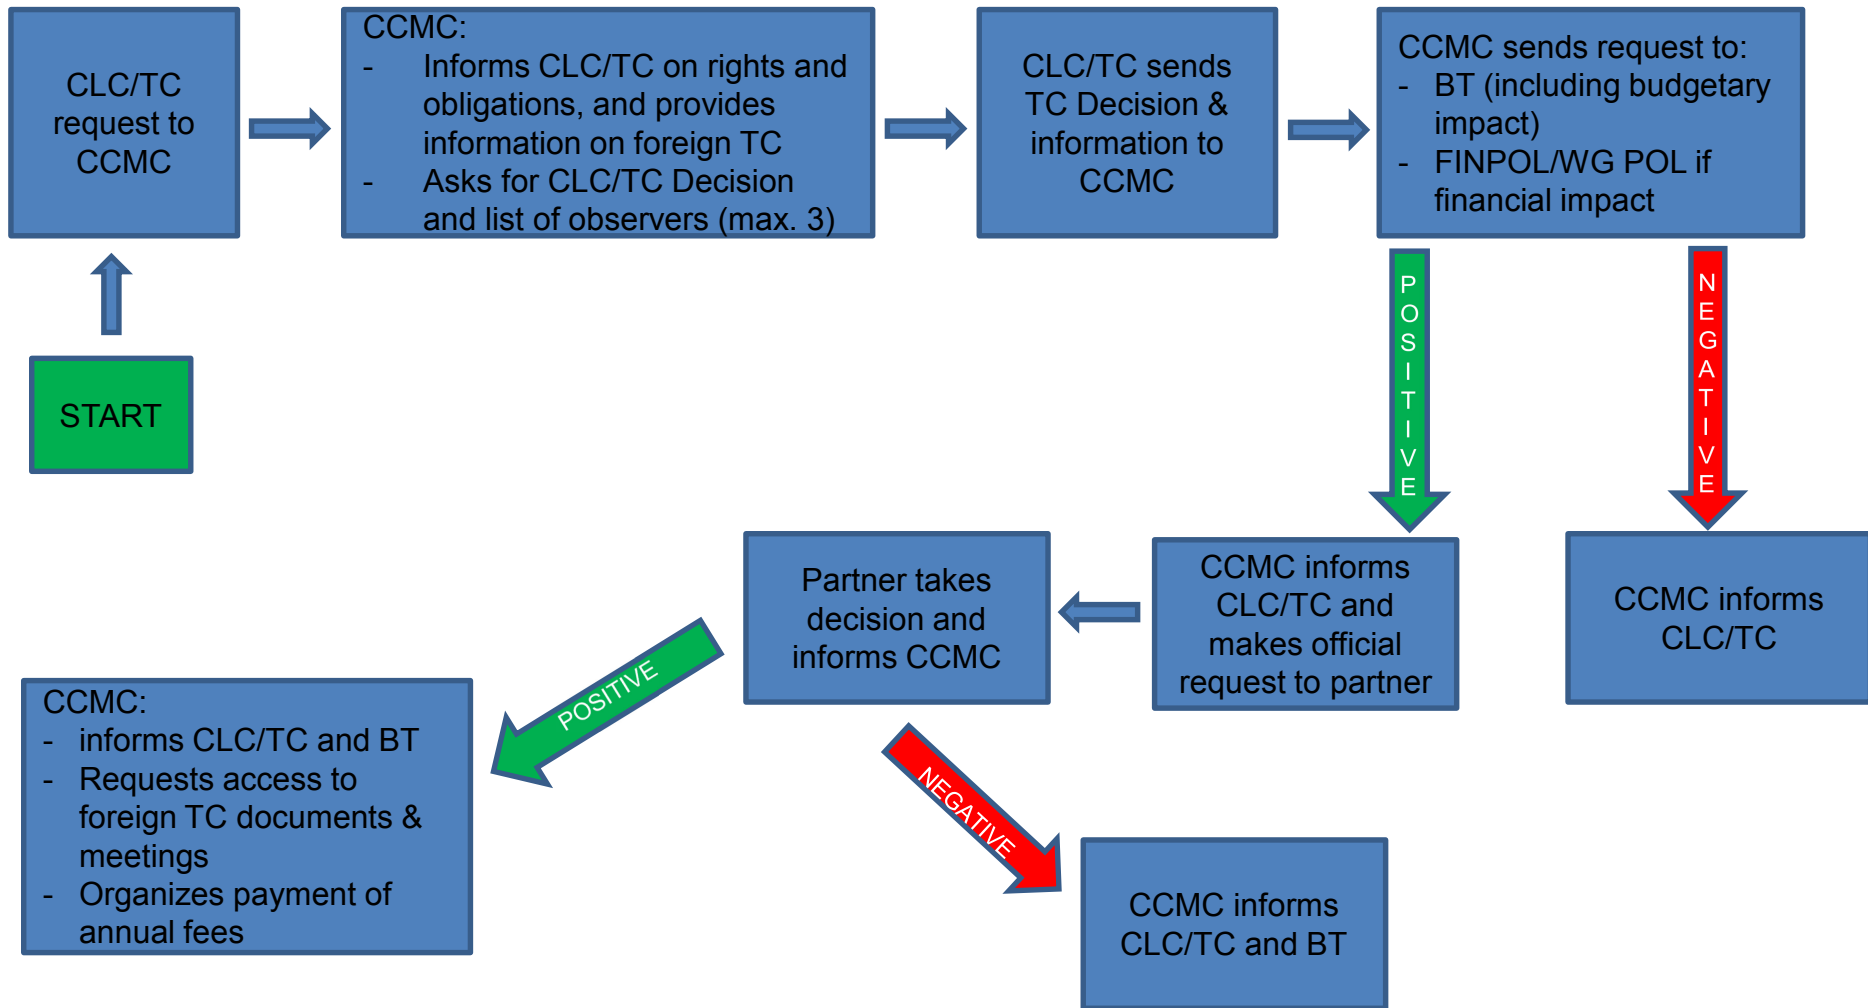 CLC/TC
request to
CCMC
CCMC:
- Informs CLC/TC on rights and
obligations, and provides
information on foreign TC
- Asks for CLC/TC Decision
and list of observers (max. 3)
CLC/TC sends
TC Decision &
information to
CCMC
CCMC sends request to:
- BT (including budgetary
impact)
- FINPOL/WG POL if
financial impact
START
POSITIVE
NEGATIVE
Partner takes
decision and
informs CCMC
CCMC informs
CLC/TC and
makes official
request to partner
CCMC informs
CLC/TC
POSITIVE
NEGATIVE
CCMC:
- informs CLC/TC and BT
- Requests access to
foreign TC documents &
meetings
- Organizes payment of
annual fees
CCMC informs
CLC/TC and BT